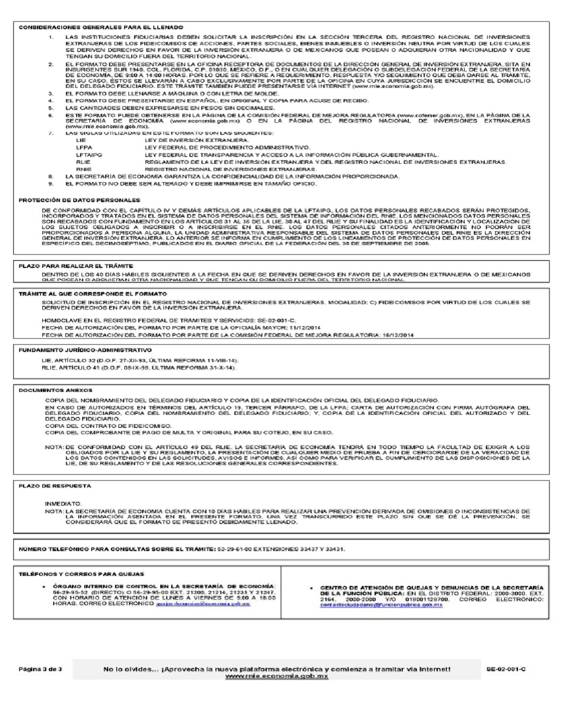 CONSIDERACIONES GENERALES PARA EL LLENADO
1. LAS INSTITUCIONES FIDUCIARIAS DEBEN SOLICITAR LA INSCRIPCIÓN EN LA SECCIÓN TERCERA DEL REGISTRO NACIONAL DE INVERSIONES
EXTRANJERAS DE LOS FIDEICOMISOS DE ACCIONES, PARTES SOCIALES, BIENES INMUEBLES O INVERSIÓN NEUTRA POR VIRTUD DE LOS CUALES
SE DERIVEN DERECHOS EN FAVOR DE LA INVERSIÓN EXTRANJERA O DE MEXICANOS QUE POSEAN O ADQUIERAN OTRA NACIONALIDAD Y QUE
TENGAN SU DOMICILIO FUERA DEL TERRITORIO NACIONAL.
2. EL FORMATO DEBE PRESENTARSE EN LA OFICINA RECEPTORA DE DOCUMENTOS DE LA DIRECCIÓN GENERAL DE INVERSIÓN EXTRANJERA, SITA EN
INSURGENTES SUR 1940, COL. FLORIDA, C.P. 01030, MÉXICO, D.F., O EN CUALQUIER DELEGACIÓN O SUBDELEGACIÓN FEDERAL DE LA SECRETARÍA
DE ECONOMÍA, DE 9:00 A 14:00 HORAS. POR LO QUE SE REFIERE A REQUERIMIENTO, RESPUESTA Y/O SEGUIMIENTO QUE DEBA DARSE AL TRÁMITE,
EN SU CASO, ÉSTOS SE LLEVARÁN A CABO EXCLUSIVAMENTE POR PARTE DE LA OFICINA EN CUYA JURISDICCIÓN SE ENCUENTRE EL DOMICILIO
DEL DELEGADO FIDUCIARIO. ESTE TRÁMITE TAMBIÉN PUEDE PRESENTARSE VÍA INTERNET (www.rnie.economia.gob.mx).
3. EL FORMATO DEBE LLENARSE A MÁQUINA O CON LETRA DE MOLDE.
4. EL FORMATO DEBE PRESENTARSE EN ESPAÑOL, EN ORIGINAL Y COPIA PARA ACUSE DE RECIBO.
5. LAS CANTIDADES DEBEN EXPRESARSE EN PESOS SIN DECIMALES.
6. ESTE FORMATO PUEDE OBTENERSE EN LA PÁGINA DE LA COMISIÓN FEDERAL DE MEJORA REGULATORIA (www.cofemer.gob.mx), EN LA PÁGINA DE LA
SECRETARÍA DE ECONOMÍA (www.economia.gob.mx) O EN LA PÁGINA DEL REGISTRO NACIONAL DE INVERSIONES EXTRANJERAS
(www.rnie.economia.gob.mx).
7. LAS SIGLAS UTILIZADAS EN ESTE FORMATO SON LAS SIGUIENTES:
LIE LEY DE INVERSIÓN EXTRANJERA.
LFPA LEY FEDERAL DE PROCEDIMIENTO ADMINISTRATIVO.
LFTAIPG LEY FEDERAL DE TRANSPARENCIA Y ACCESO A LA INFORMACIÓN PÚBLICA GUBERNAMENTAL.
RLIE REGLAMENTO DE LA LEY DE INVERSIÓN EXTRANJERA Y DEL REGISTRO NACIONAL DE INVERSIONES EXTRANJERAS.
RNIE REGISTRO NACIONAL DE INVERSIONES EXTRANJERAS.
8. LA SECRETARÍA DE ECONOMÍA GARANTIZA LA CONFIDENCIALIDAD DE LA INFORMACIÓN PROPORCIONADA.
9. EL FORMATO NO DEBE SER ALTERADO Y DEBE IMPRIMIRSE EN TAMAÑO OFICIO.
PROTECCIÓN DE DATOS PERSONALES
DE CONFORMIDAD CON EL CAPÍTULO IV Y DEMÁS ARTÍCULOS APLICABLES DE LA LFTAIPG, LOS DATOS PERSONALES RECABADOS SERÁN PROTEGIDOS,
INCORPORADOS Y TRATADOS EN EL SISTEMA DE DATOS PERSONALES DEL SISTEMA DE INFORMACIÓN DEL RNIE. LOS MENCIONADOS DATOS PERSONALES
SON RECABADOS CON FUNDAMENTO EN LOS ARTÍCULOS 31 AL 36 DE LA LIE, 38 AL 47 DEL RLIE Y SU FINALIDAD ES LA IDENTIFICACIÓN Y LOCALIZACIÓN DE
LOS SUJETOS OBLIGADOS A INSCRIBIR O A INSCRIBIRSE EN EL RNIE. LOS DATOS PERSONALES CITADOS ANTERIORMENTE NO PODRÁN SER
PROPORCIONADOS A PERSONA ALGUNA. LA UNIDAD ADMINISTRATIVA RESPONSABLE DEL SISTEMA DE DATOS PERSONALES DEL RNIE ES LA DIRECCIÓN
GENERAL DE INVERSIÓN EXTRANJERA. LO ANTERIOR SE INFORMA EN CUMPLIMIENTO DE LOS LINEAMIENTOS DE PROTECCIÓN DE DATOS PERSONALES EN
ESPECÍFICO DEL DECIMOSÉPTIMO, PUBLICADOS EN EL DIARIO OFICIAL DE LA FEDERACIÓN DEL 30 DE SEPTIEMBRE DE 2005.
PLAZO PARA REALIZAR EL TRÁMITE
DENTRO DE LOS 40 DÍAS HÁBILES SIGUIENTES A LA FECHA EN QUE SE DERIVEN DERECHOS EN FAVOR DE LA INVERSIÓN EXTRANJERA O DE MEXICANOS
QUE POSEAN O ADQUIERAN OTRA NACIONALIDAD Y QUE TENGAN SU DOMICILIO FUERA DEL TERRITORIO NACIONAL.
TRÁMITE AL QUE CORRESPONDE EL FORMATO
SOLICITUD DE INSCRIPCIÓN EN EL REGISTRO NACIONAL DE INVERSIONES EXTRANJERAS. MODALIDAD: C) FIDEICOMISOS POR VIRTUD DE LOS CUALES SE
DERIVEN DERECHOS EN FAVOR DE LA INVERSIÓN EXTRANJERA.
HOMOCLAVE EN EL REGISTRO FEDERAL DE TRÁMITES Y SERVICIOS: SE-02-001-C.
FECHA DE AUTORIZACIÓN DEL FORMATO POR PARTE DE LA OFICIALÍA MAYOR: 11/12/2014
FECHA DE AUTORIZACIÓN DEL FORMATO POR PARTE DE LA COMISIÓN FEDERAL DE MEJORA REGULATORIA: 16/12/2014
FUNDAMENTO JURÍDICO-ADMINISTRATIVO
LIE, ARTÍCULO 32 (D.O.F. 27-XII-93, ÚLTIMA REFORMA 11-VIII-14).
RLIE, ARTÍCULO 41 (D.O.F. 08-IX-98, ÚLTIMA REFORMA 31-X-14).
DOCUMENTOS ANEXOS
COPIA DEL NOMBRAMIENTO DEL DELEGADO FIDUCIARIO Y COPIA DE LA IDENTIFICACIÓN OFICIAL DEL DELEGADO FIDUCIARIO.
EN CASO DE AUTORIZADOS EN TÉRMINOS DEL ARTÍCULO 19, TERCER PÁRRAFO, DE LA LFPA: CARTA DE AUTORIZACIÓN CON FIRMA AUTÓGRAFA DEL
DELEGADO FIDUCIARIO, COPIA DEL NOMBRAMIENTO DEL DELEGADO FIDUCIARIO; Y, COPIA DE LA IDENTIFICACIÓN OFICIAL DEL AUTORIZADO Y DEL
DELEGADO FIDUCIARIO.
COPIA DEL CONTRATO DE FIDEICOMISO.
COPIA DEL COMPROBANTE DE PAGO DE MULTA Y ORIGINAL PARA SU COTEJO, EN SU CASO.
NOTA: DE CONFORMIDAD CON EL ARTÍCULO 49 DEL RLIE, LA SECRETARÍA DE ECONOMÍA TENDRÁ EN TODO TIEMPO LA FACULTAD DE EXIGIR A LOS
OBLIGADOS POR LA LIE Y SU REGLAMENTO, LA PRESENTACIÓN DE CUALQUIER MEDIO DE PRUEBA A FIN DE CERCIORARSE DE LA VERACIDAD DE
LOS DATOS CONTENIDOS EN LAS SOLICITUDES, AVISOS E INFORMES, ASÍ COMO PARA VERIFICAR EL CUMPLIMIENTO DE LAS DISPOSICIONES DE LA
LIE, DE SU REGLAMENTO Y DE LAS RESOLUCIONES GENERALES CORRESPONDIENTES.
PLAZO DE RESPUESTA
INMEDIATO.
NOTA: LA SECRETARÍA DE ECONOMÍA CUENTA CON 10 DÍAS HÁBILES PARA REALIZAR UNA PREVENCIÓN DERIVADA DE OMISIONES O INCONSISTENCIAS DE
LA INFORMACIÓN ASENTADA EN EL PRESENTE FORMATO, UNA VEZ TRANSCURRIDO ESTE PLAZO, SIN QUE SE DÉ LA PREVENCIÓN, SE
CONSIDERARÁ QUE EL FORMATO SE PRESENTÓ DEBIDAMENTE LLENADO.
NÚMERO TELEFÓNICO PARA CONSULTAS SOBRE EL TRÁMITE: 52-29-61-00 EXTENSIONES 33437 Y 33431.
TELÉFONOS Y CORREOS PARA QUEJAS
• ÓRGANO INTERNO DE CONTROL EN LA SECRETARÍA DE ECONOMÍA:
56-29-95-52 (DIRECTO) O 56-29-95-00 EXT. 21200, 21214, 21231 Y 21247,
CON HORARIO DE ATENCIÓN DE LUNES A VIERNES DE 9:00 A 18:00
HORAS. CORREO ELECTRÓNICO
• CENTRO DE ATENCIÓN DE QUEJAS Y DENUNCIAS DE LA SECRETARÍA
DE LA FUNCIÓN PÚBLICA: EN EL DISTRITO FEDERAL: 2000-3000, EXT.
2164, 2000-2000 Y/O 018001128700. CORREO ELECTRÓNICO:
contactociudadano@funcionpublica.gob.mx
Página 3 de 3 No lo olvides... ¡Aprovecha la nueva plataforma electrónica y comienza a tramitar vía Internet! SE-02-001-C
www.rnie.economia.gob.mx